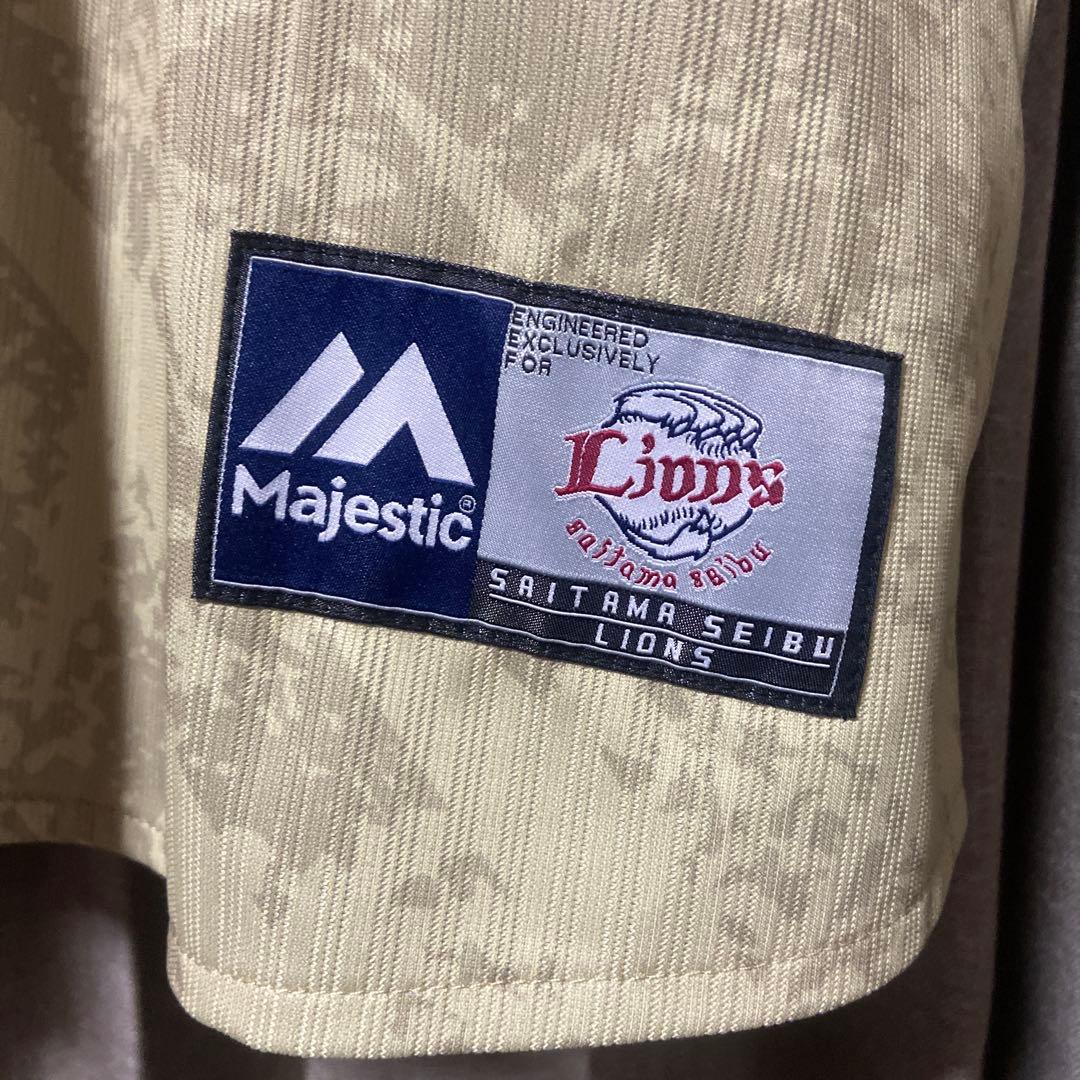 Majestic®
ENGINEERED
EXCLUSIVELY
FOR
Lions
Saitama Seibu
SAITAMA SEIBU
LIONS